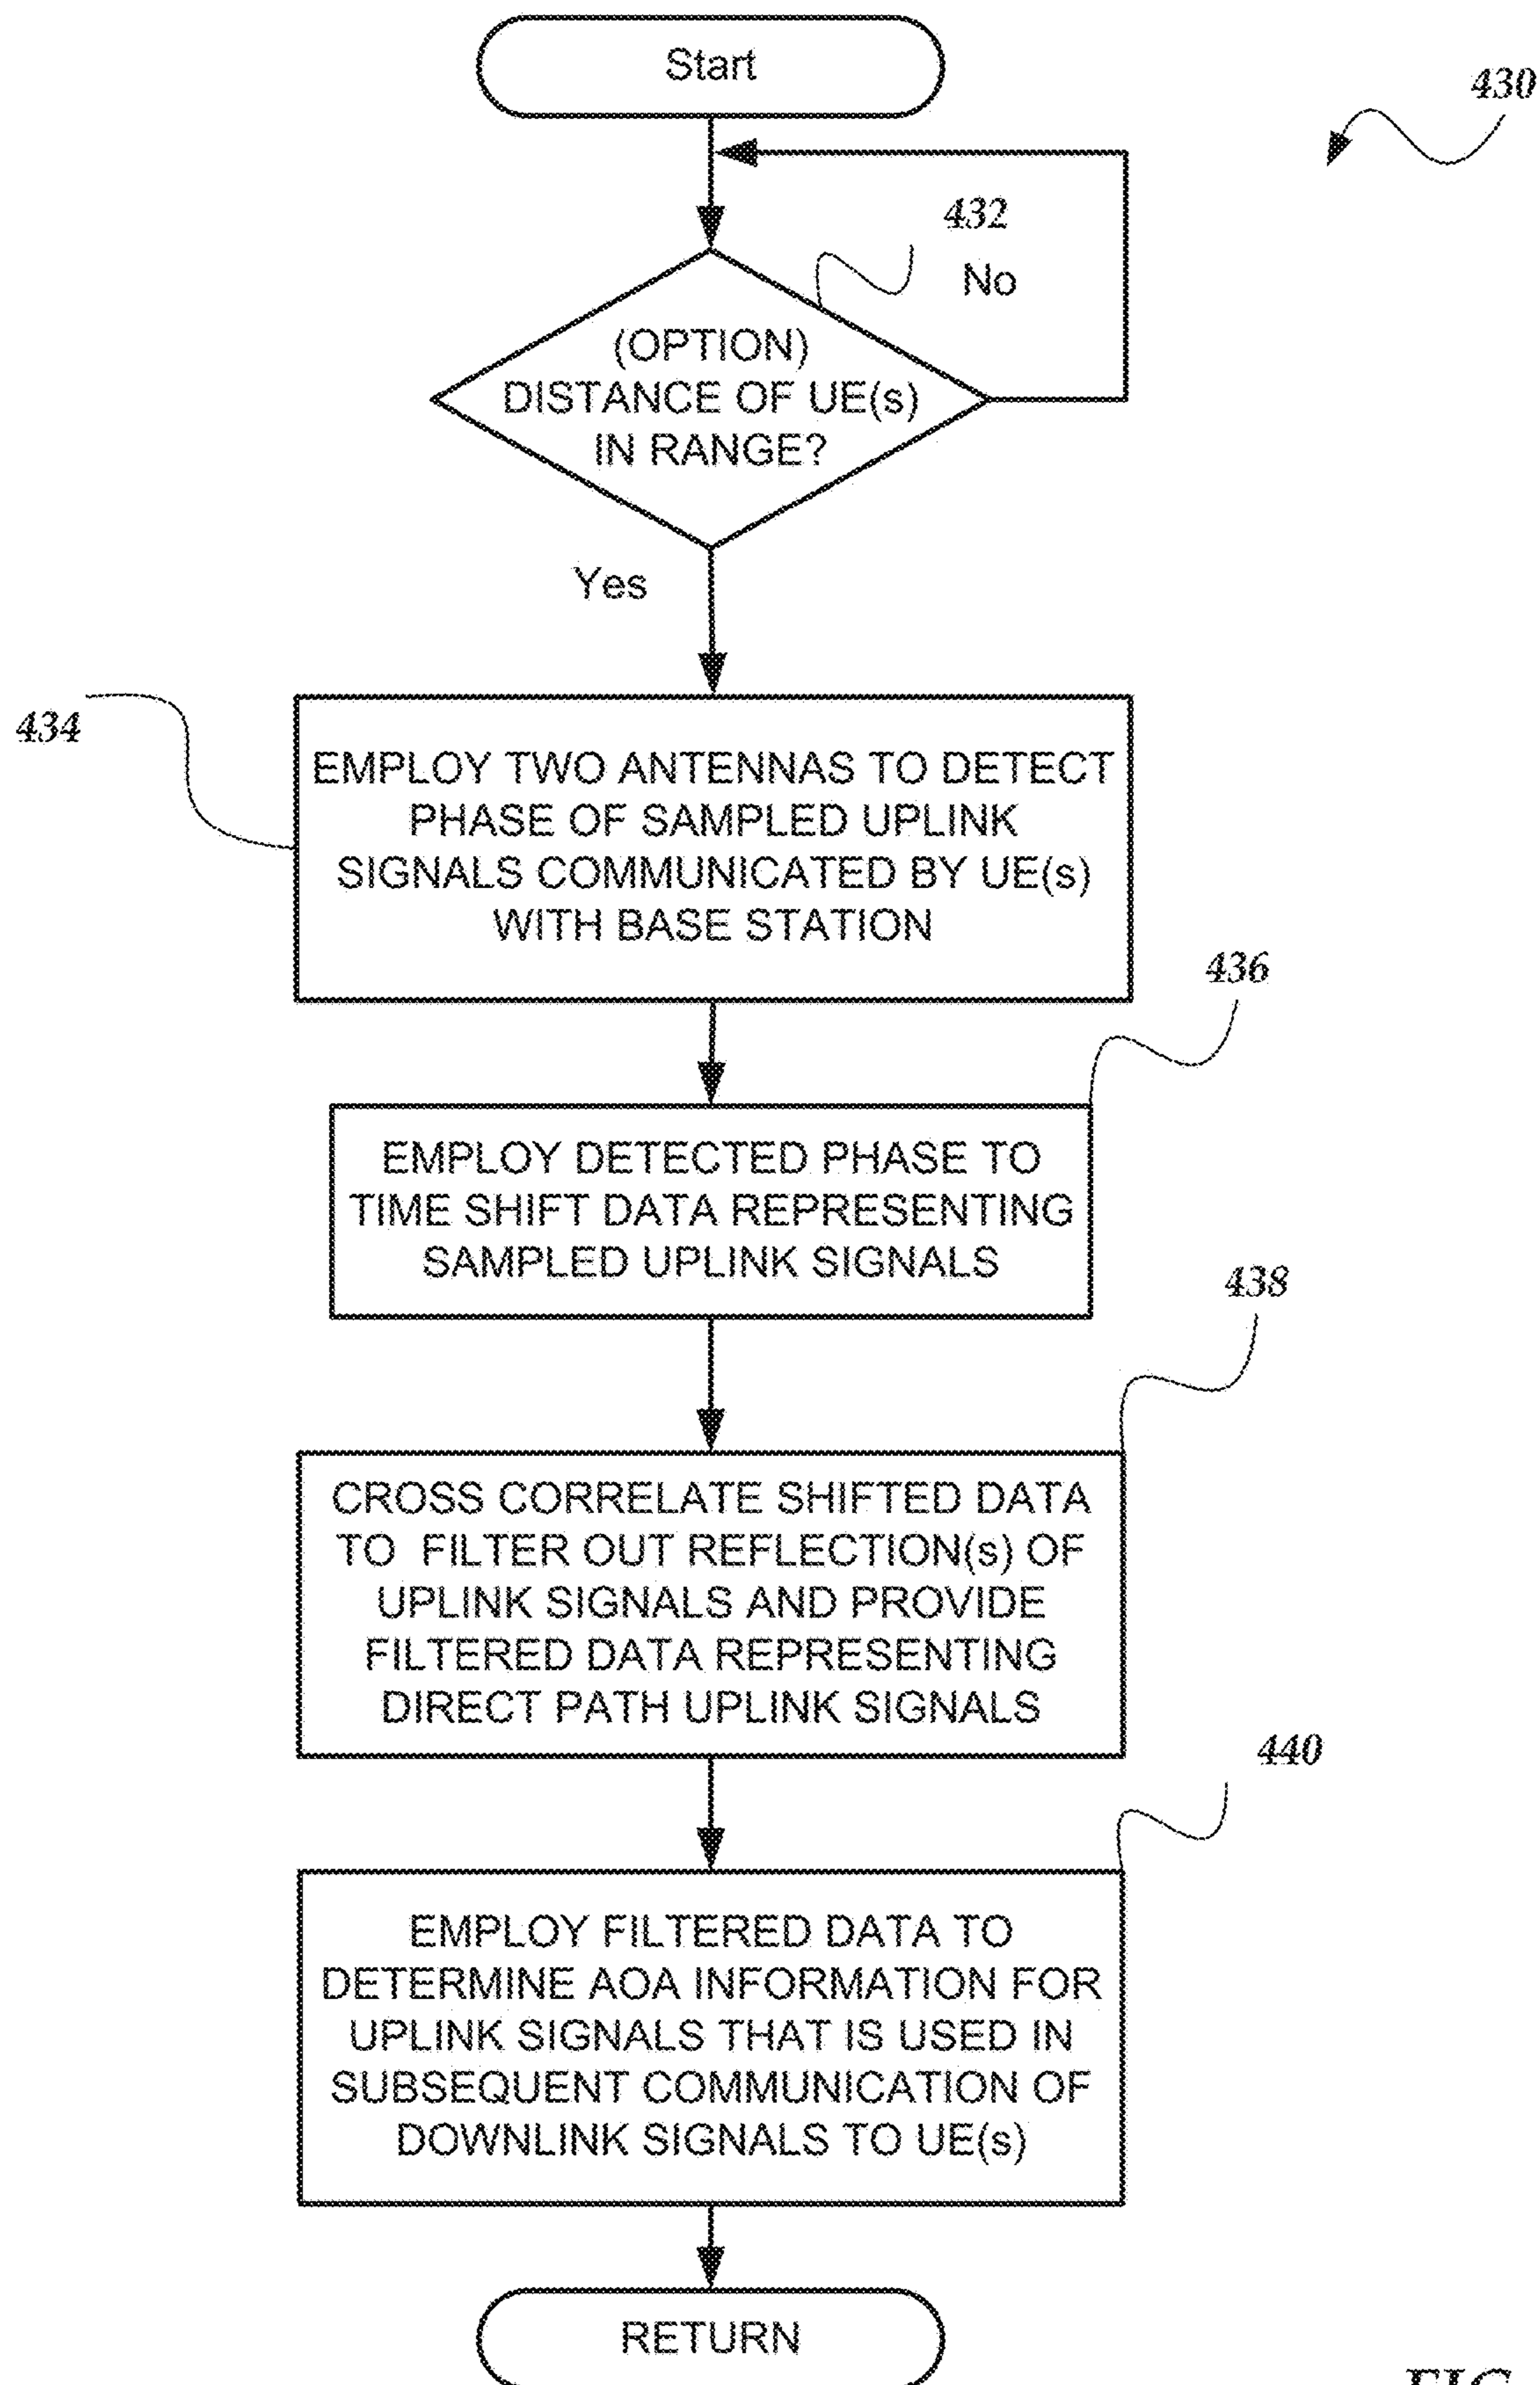 Start
430
432
No
(OPTION)
DISTANCE OF UE(s)
IN RANGE?
Yes
434
EMPLOY TWO ANTENNAS TO DETECT
PHASE OF SAMPLED UPLINK
SIGNALS COMMUNICATED BY UE(s)
WITH BASE STATION
436
EMPLOY DETECTED PHASE TO
TIME SHIFT DATA REPRESENTING
SAMPLED UPLINK SIGNALS
438
CROSS CORRELATE SHIFTED DATA
TO FILTER OUT REFLECTION(s) OF
UPLINK SIGNALS AND PROVIDE
FILTERED DATA REPRESENTING
DIRECT PATH UPLINK SIGNALS
440
EMPLOY FILTERED DATA TO
DETERMINE AOA INFORMATION FOR
UPLINK SIGNALS THAT IS USED IN
SUBSEQUENT COMMUNICATION OF
DOWNLINK SIGNALS TO UE(s)
RETURN